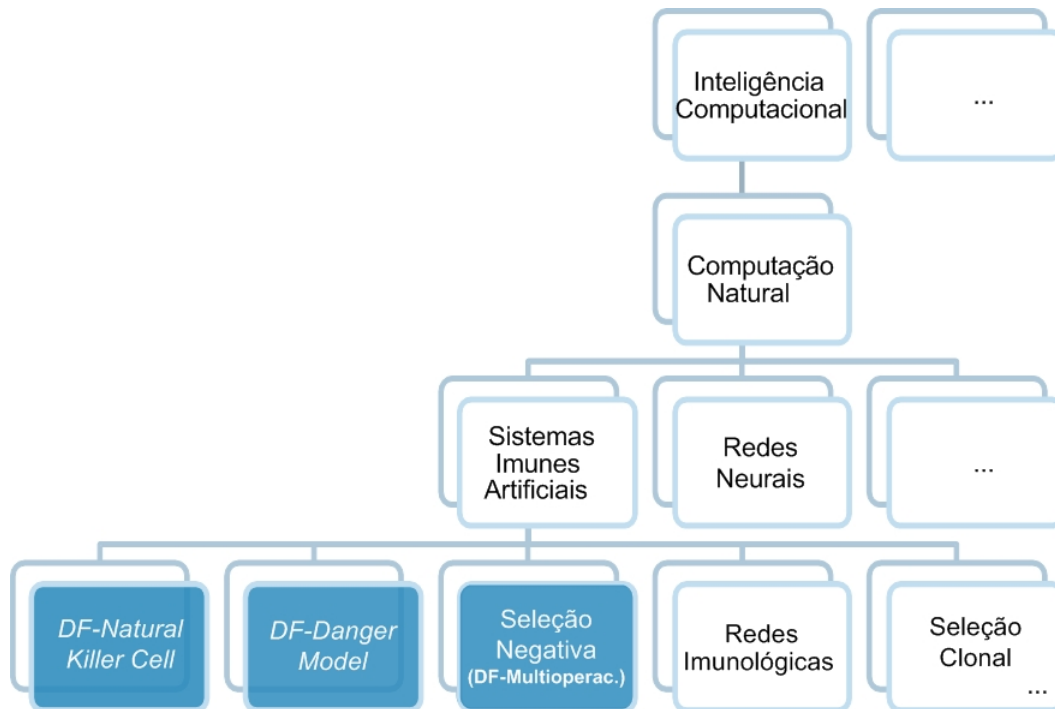 Inteligência
Computacional
...
Computação
Natural
Sistemas
Imunes
Artificiais
Redes
Neurais
...
DF-Natural
Killer Cell
DF-Danger
Model
Seleção
Negativa
(DF-Multioperac.)
Redes
Imunológicas
Seleção
Clonal
...